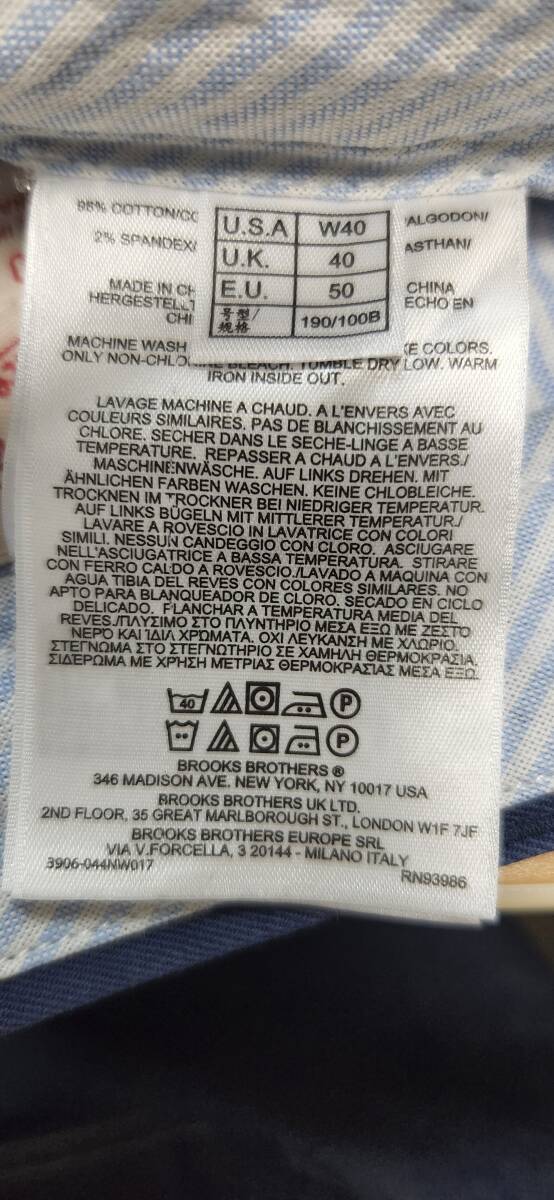 98% COTTON/CO ALGODON/
2% SPANDEX/ ASTHAN/
MADE IN CH CHINA
HERGESTELLT ECHO EN
CHI
U.S.A W40
U.K. 40
E.U. 50
号型/规格 190/100B
MACHINE WASH KE COLORS.
ONLY NON-CHLO BLEACH. TUMBLE DRY LOW. WARM
IRON INSIDE OUT.
LAVAGE MACHINE A CHAUD. A L'ENVERS AVEC
COULEURS SIMILAIRES. PAS DE BLANCHISSEMENT AU
CHLORE. SECHER DANS LE SECHE-LINGE A BASSE
TEMPERATURE. REPASSER A CHAUD A L'ENVERS./
MASCHINENWÄSCHE. AUF LINKS DREHEN. MIT
ÄHNLICHEN FARBEN WASCHEN. KEINE CHLOBLEICHE.
TROCKNEN IM TROCKNER BEI NIEDRIGER TEMPERATUR.
AUF LINKS BÜGELN MIT MITTLERER TEMPERATUR./
LAVARE A ROVESCIO IN LAVATRICE CON COLORI
SIMILI. NESSUN CANDEGGIO CON CLORO. ASCIUGARE
NELL'ASCIUGATRICE A BASSA TEMPERATURA. STIRARE
CON FERRO CALDO A ROVESCIO./LAVADO A MAQUINA CON
AGUA TIBIA DEL REVES CON COLORES SIMILARES. NO
APTO PARA BLANQUEADOR DE CLORO. SECADO EN CICLO
DELICADO. PLANCHAR A TEMPERATURA MEDIA DEL
REVES./ΠΛΥΣΙΜΟ ΣΤΟ ΠΛΥΝΤΗΡΙΟ ΜΕΣΑ ΕΞΩ ΜΕ ΖΕΣΤΟ
ΝΕΡΟ ΚΑΙ ΊΔΙΑ ΧΡΩΜΑΤΑ. ΟΧΙ ΛΕΥΚΑΝΣΗ ΜΕ ΧΛΩΡΙΟ.
ΣΤΕΓΝΩΜΑ ΣΤΟ ΣΤΕΓΝΩΤΗΡΙΟ ΣΕ ΧΑΜΗΛΗ ΘΕΡΜΟΚΡΑΣΙΑ.
ΣΙΔΕΡΩΜΑ ΜΕ ΧΡΗΣΗ ΜΕΤΡΙΑΣ ΘΕΡΜΟΚΡΑΣΙΑΣ ΜΕΣΑ ΕΞΩ.
40 P
P
BROOKS BROTHERS ®
346 MADISON AVE. NEW YORK, NY 10017 USA
BROOKS BROTHERS UK LTD.
2ND FLOOR, 35 GREAT MARLBOROUGH ST., LONDON W1F 7JF
BROOKS BROTHERS EUROPE SRL
VIA V.FORCELLA, 3 20144 - MILANO ITALY
3906-044NW017 RN93986